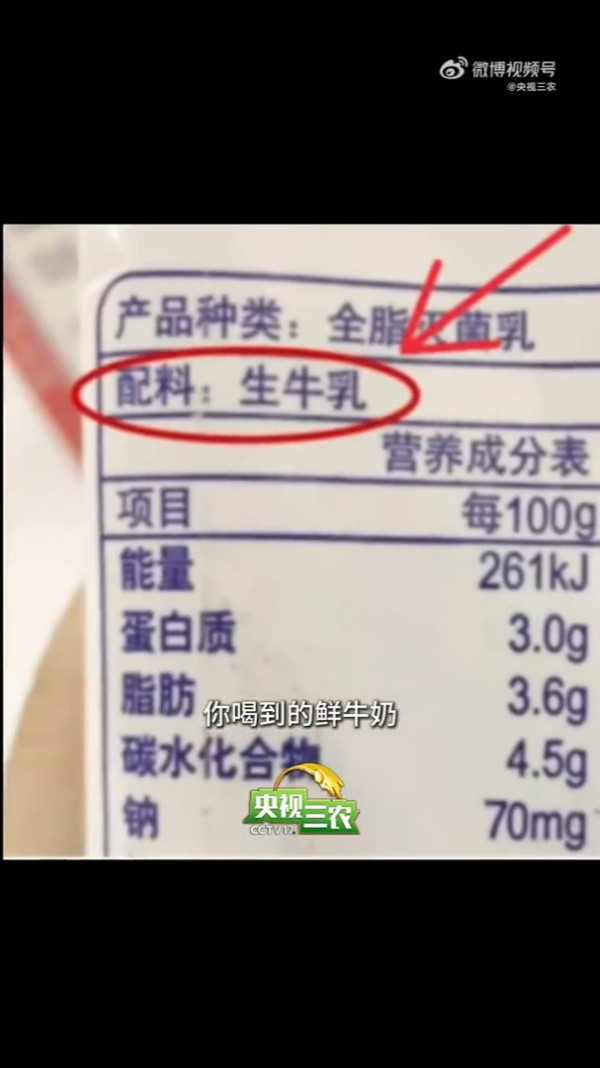 微博视频号
@央视三农
产品种类：全脂灭菌乳
配料：生牛乳
营养成分表
项目 每100g
能量 261kJ
蛋白质 3.0g
脂肪 3.6g
你喝到的鲜牛奶
碳水化合物 4.5g
央视三农
CCTV17
钠 70mg